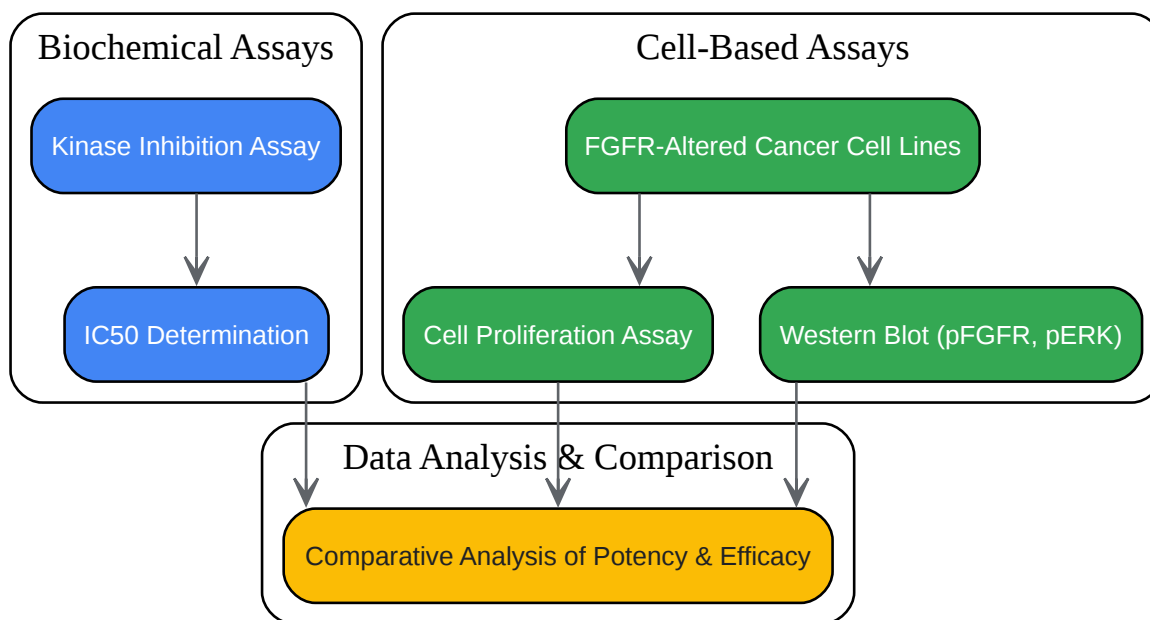 Biochemical Assays
Cell-Based Assays
Kinase Inhibition Assay
FGFR-Altered Cancer Cell Lines
IC50 Determination
Cell Proliferation Assay
Western Blot (pFGFR, pERK)
Data Analysis & Comparison
Comparative Analysis of Potency & Efficacy